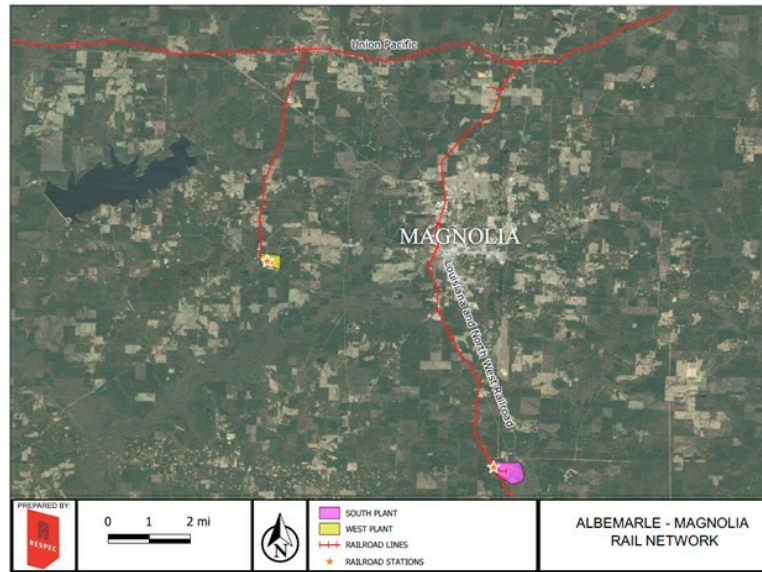 Union Pacific
MAGNOLIA
Louisiana and North West Railroad
PREPARED BY:
RESPEC
0 1 2 mi
N
SOUTH PLANT
WEST PLANT
RAILROAD LINES
RAILROAD STATIONS
ALBEMARLE - MAGNOLIA
RAIL NETWORK